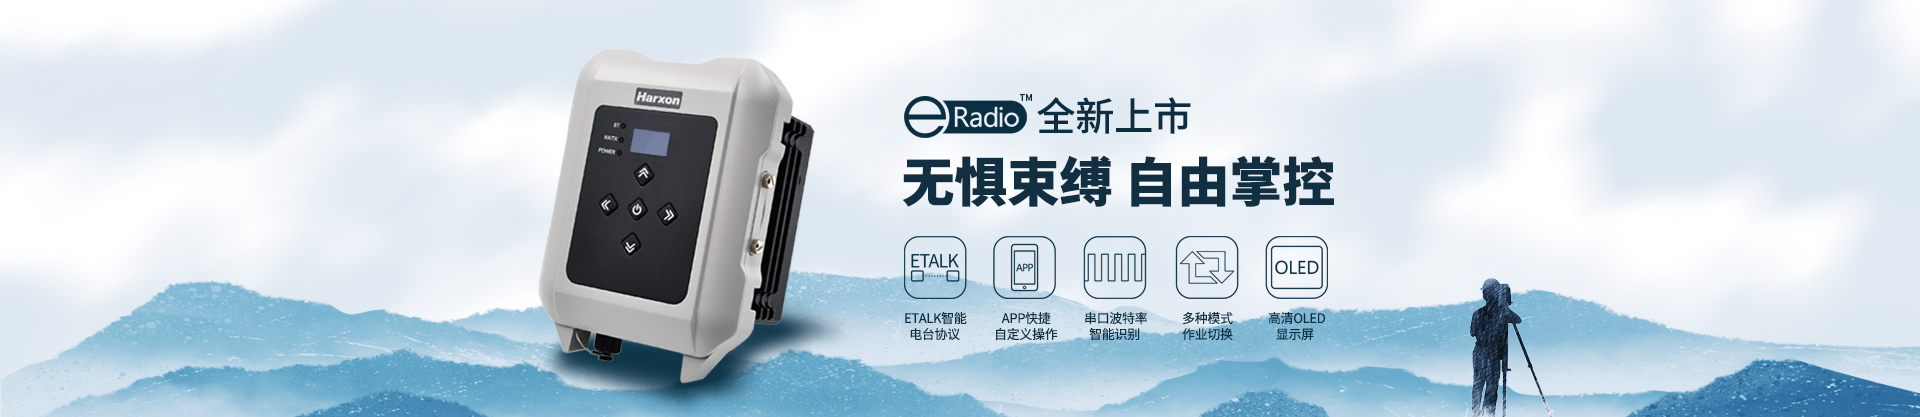 Harxon
ET
RX/TX
POWER
eRadio™ 全新上市
无惧束缚 自由掌控
ETALK
APP
OLED
ETALK智能
电台协议
APP快捷
自定义操作
串口波特率
智能识别
多种模式
作业切换
高清OLED
显示屏